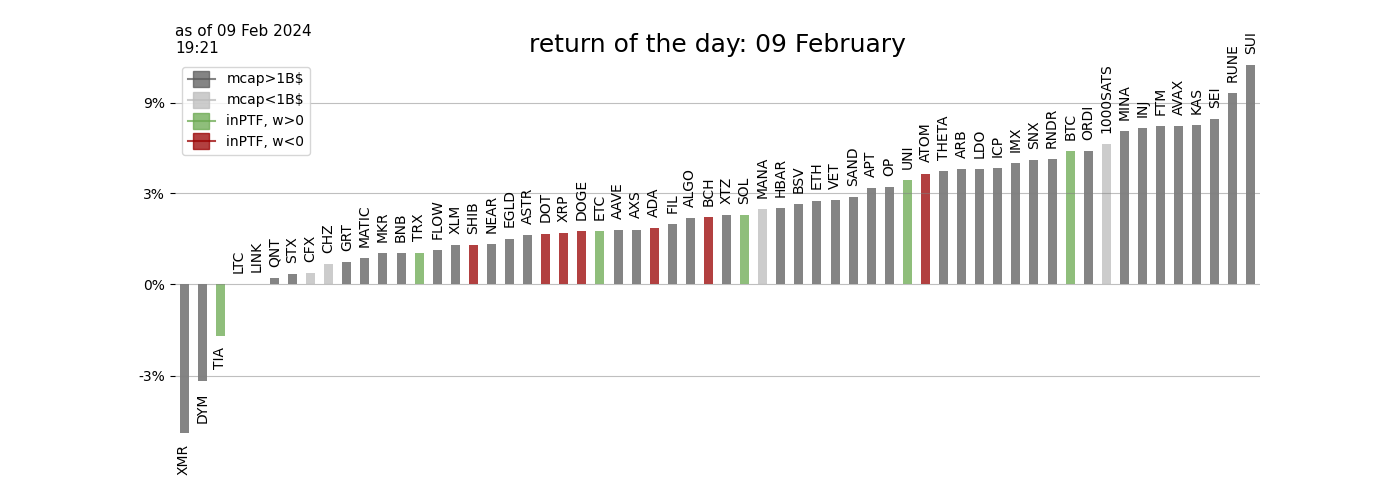 as of 09 Feb 2024
19:21
return of the day: 09 February
mcap>1B$
mcap<1B$
inPTF, w>0
inPTF, w<0
9%
3%
0%
-3%
XMR
DYM
TIA
LTC
LINK
QNT
STX
CFX
CHZ
GRT
MATIC
MKR
BNB
TRX
FLOW
XLM
SHIB
NEAR
EGLD
ASTR
DOT
XRP
DOGE
ETC
AAVE
AXS
ADA
FIL
ALGO
BCH
XTZ
SOL
MANA
HBAR
BSV
ETH
VET
SAND
APT
OP
UNI
ATOM
THETA
ARB
LDO
ICP
IMX
SNX
RNDR
BTC
ORDI
1000SATS
MINA
INJ
FTM
AVAX
KAS
SEI
RUNE
SUI